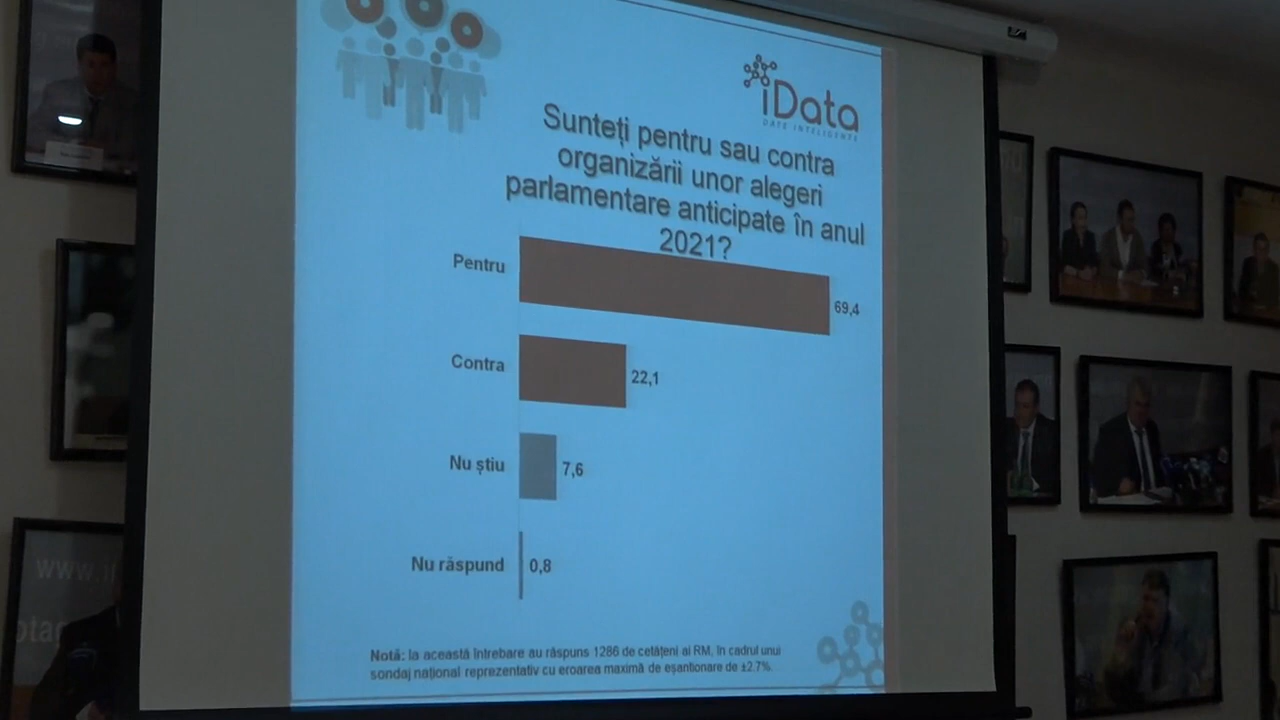 iData
DATE INTELIGENTE
Sunteți pentru sau contra
organizării unor alegeri
parlamentare anticipate în anul
2021?
Pentru
69,4
Contra
22,1
Nu știu
7,6
Nu răspund
0,8
Notă: la această întrebare au răspuns 1286 de cetățeni ai RM, în cadrul unui
sondaj național reprezentativ cu eroarea maximă de eșantionare de ±2.7%.
www.i